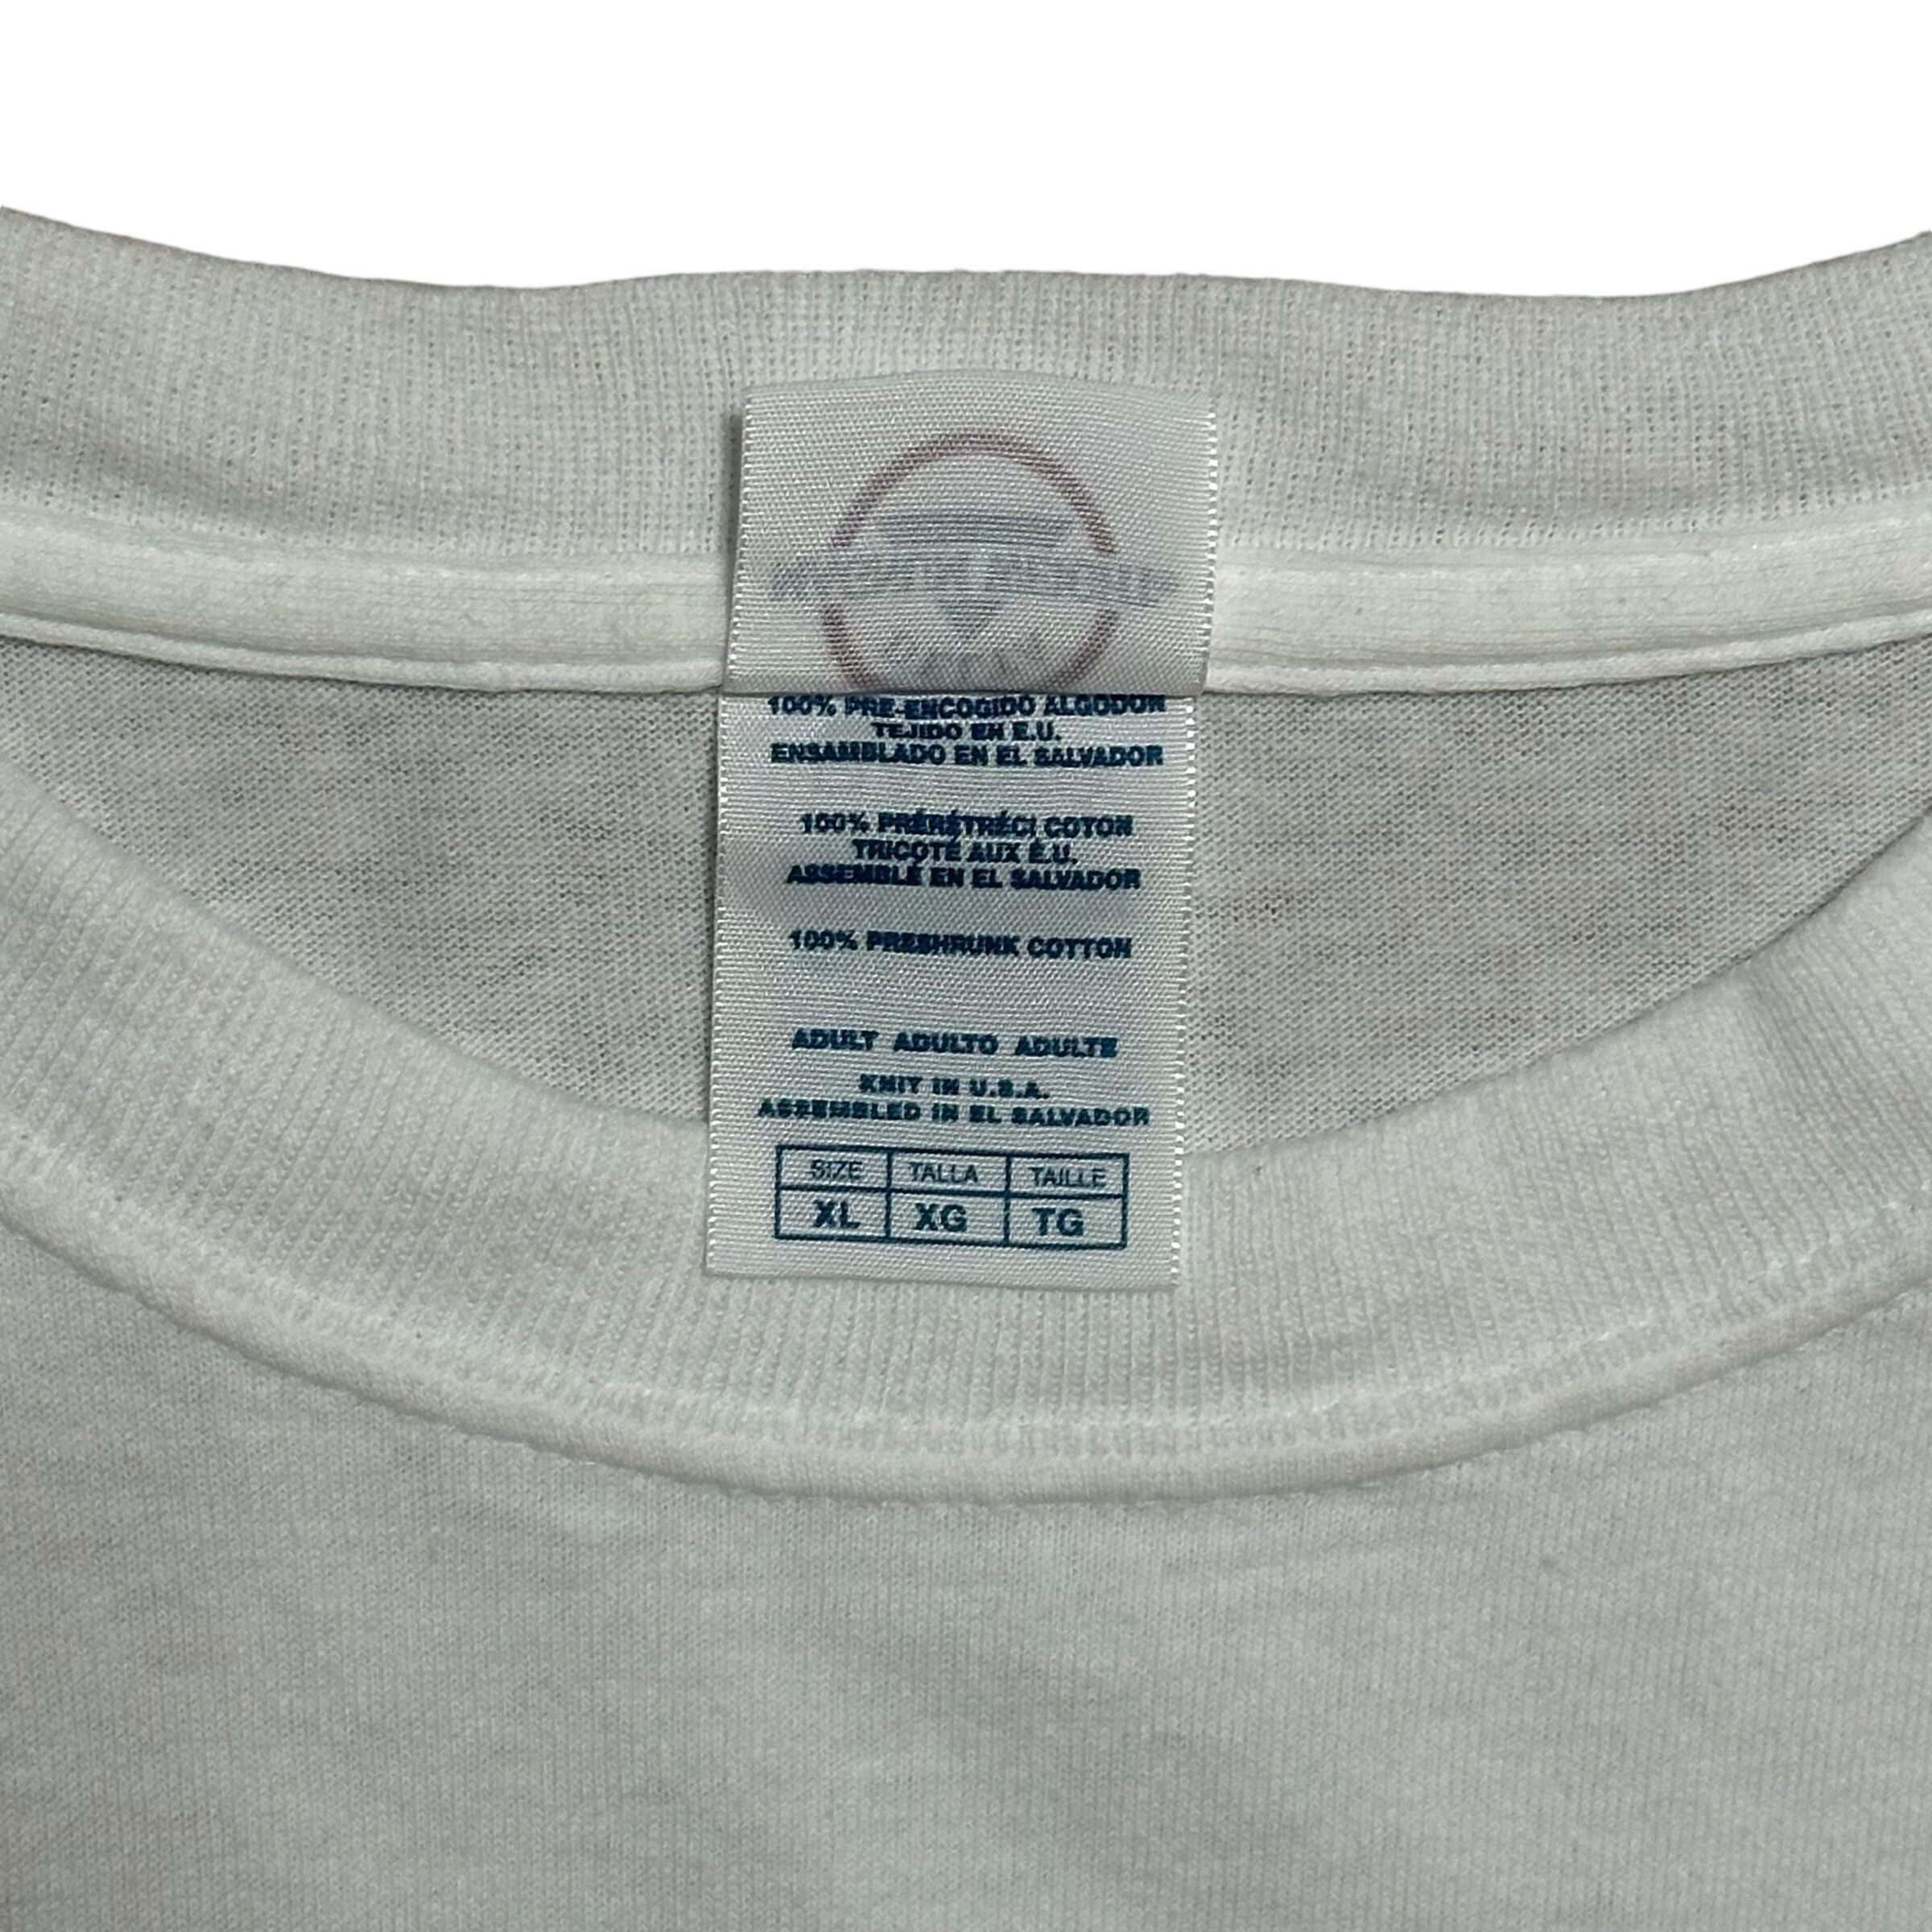 100% PRE-ENCOGIDO ALGODON
TEJIDO EN E.U.
ENSAMBLADO EN EL SALVADOR
100% PRÉRÉTRÉCI COTON
TRICOTÉ AUX É.U.
ASSEMBLÉ EN EL SALVADOR
100% PRESHRUNK COTTON
ADULT ADULTO ADULTE
KNIT IN U.S.A.
ASSEMBLED IN EL SALVADOR
SIZE TALLA TAILLE
XL XG TG